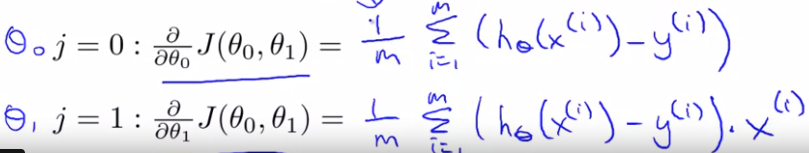 θ₀ j = 0 : ∂/∂θ₀ J(θ₀, θ₁) = 1/m Σᵢ₌₁ᵐ (h_θ(x⁽ⁱ⁾) − y⁽ⁱ⁾)
θ₁ j = 1 : ∂/∂θ₁ J(θ₀, θ₁) = 1/m Σᵢ₌₁ᵐ (h_θ(x⁽ⁱ⁾) − y⁽ⁱ⁾) · x⁽ⁱ⁾